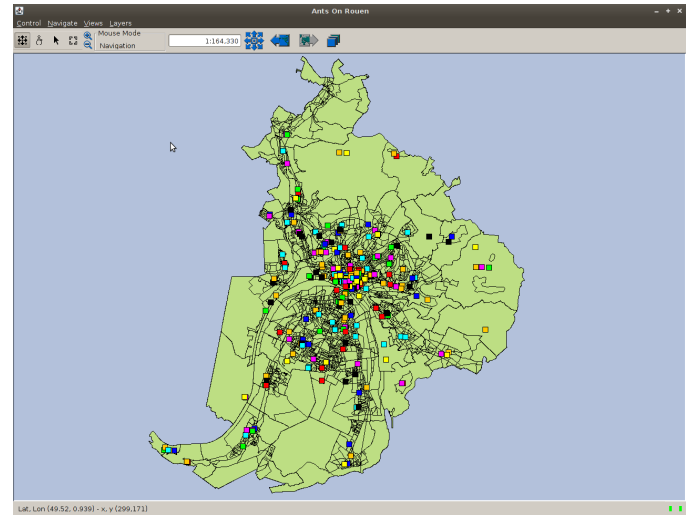 Ants On Rouen
Control Navigate Views Layers
Mouse Mode
Navigation
1:164,330
Lat, Lon (49.52, 0.939) - x, y (299,171)